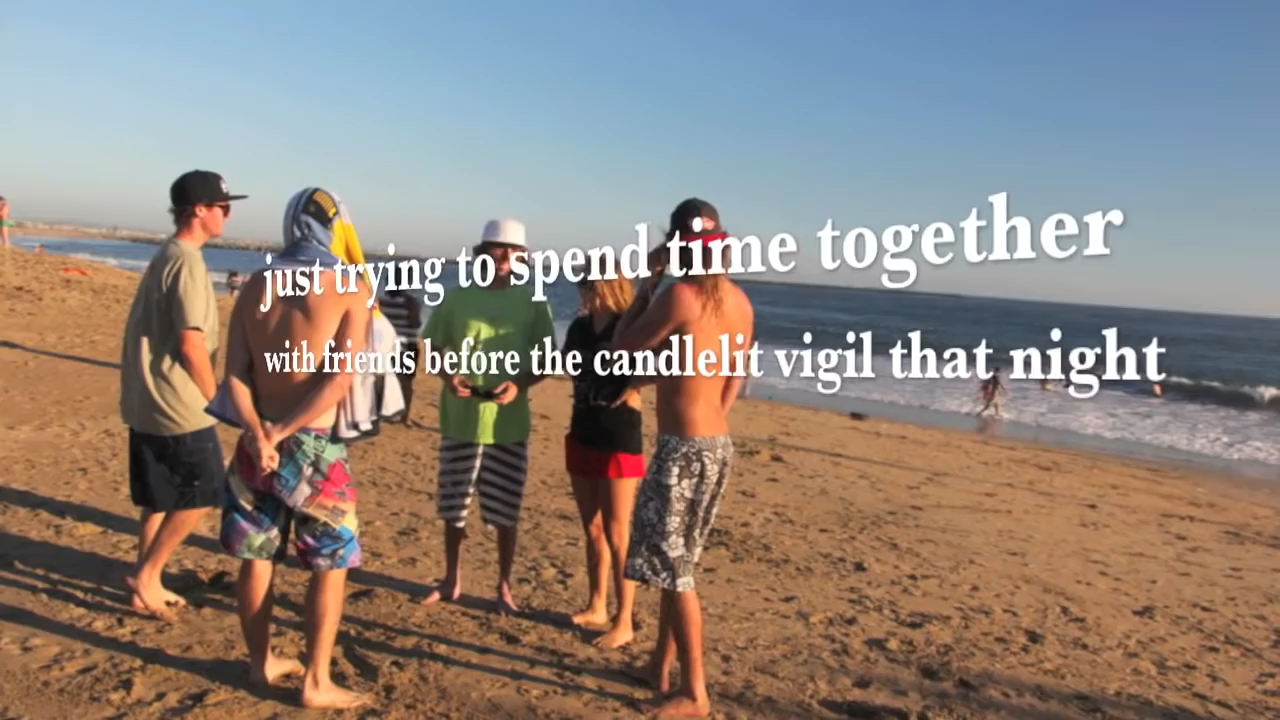 just trying to spend time together
with friends before the candlelit vigil that night